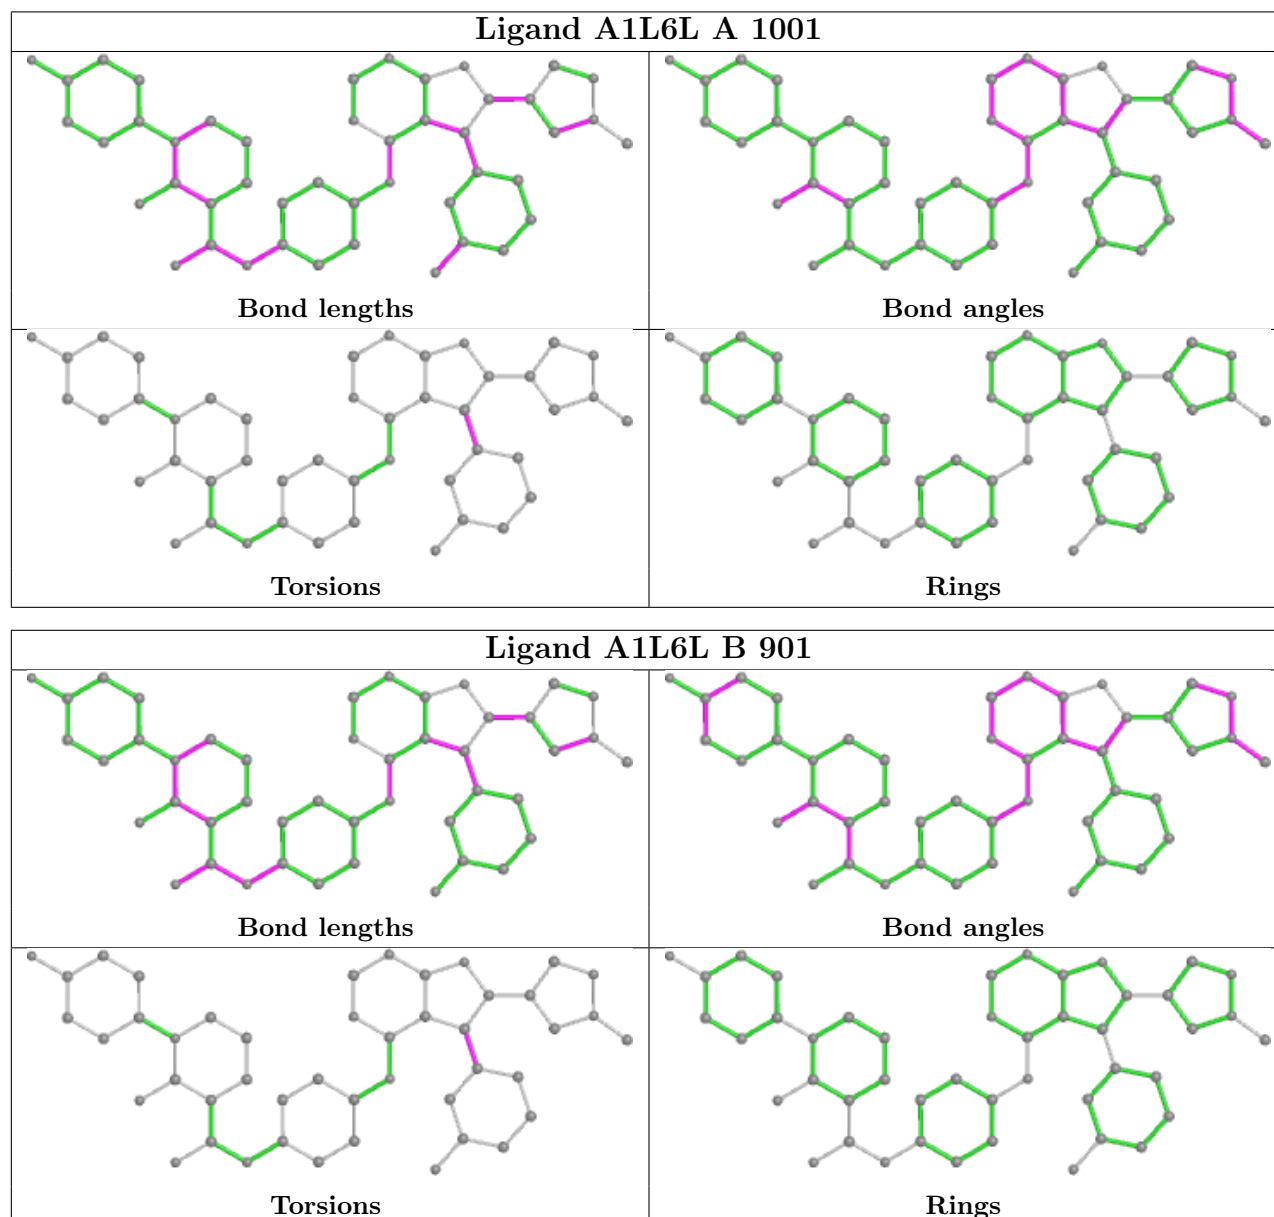 Ligand A1L6L A 1001
Bond lengths
Bond angles
Torsions
Rings
Ligand A1L6L B 901
Bond lengths
Bond angles
Torsions
Rings